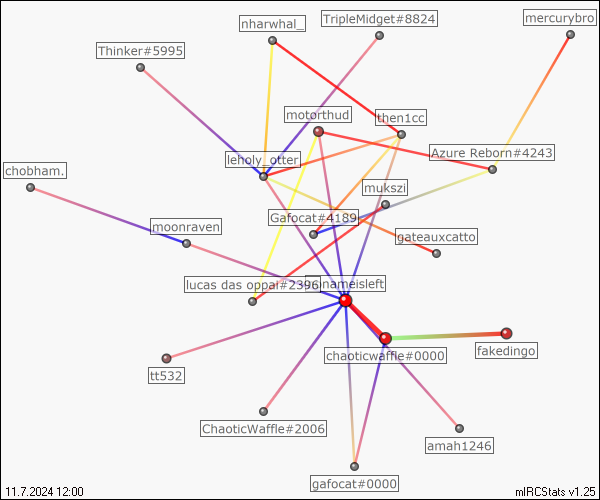 nharwhal_
TripleMidget#8824
mercurybro
Thinker#5995
motorthud
then1cc
leholy_otter
Azure Reborn#4243
chobham.
mukszi
Gafocat#4189
moonraven
gateauxcatto
lucas das oppai#2396
nameisleft
chaoticwaffle#0000
fakedingo
tt532
ChaoticWaffle#2006
amah1246
gafocat#0000
11.7.2024 12:00
mIRCStats v1.25